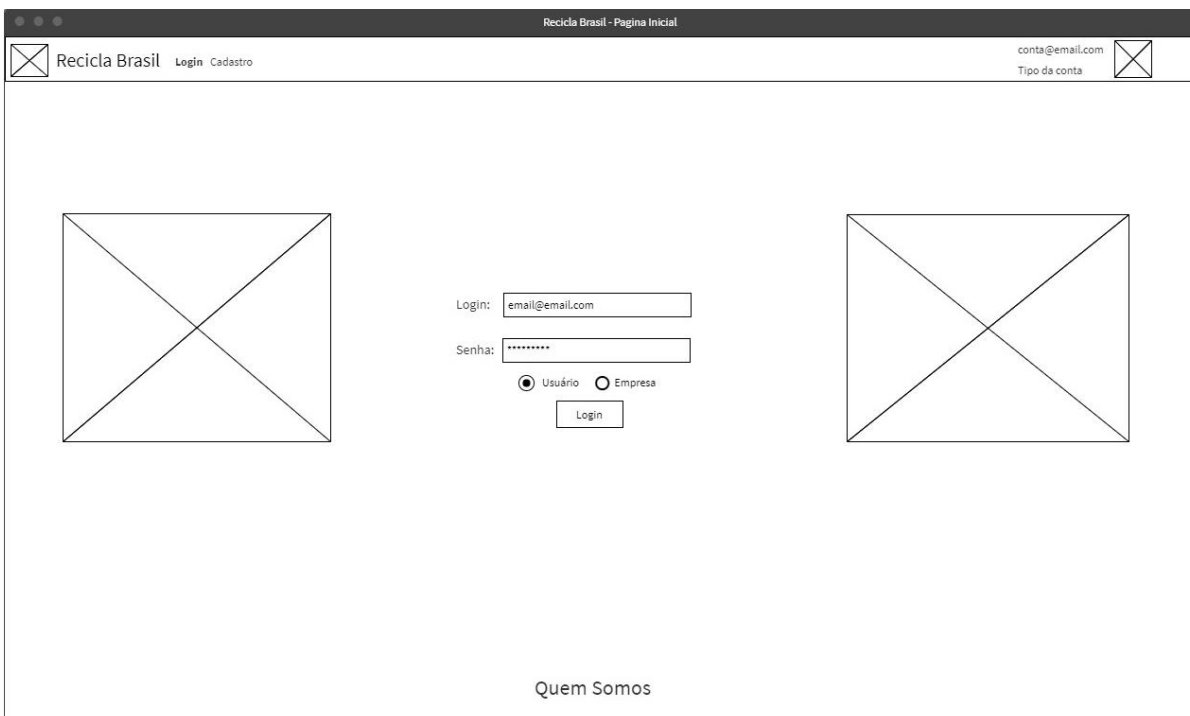 Recicla Brasil - Pagina Inicial
Recicla Brasil Login Cadastro
conta@email.com
Tipo da conta
Login: email@email.com
Senha: *********
Usuário Empresa
Login
Quem Somos